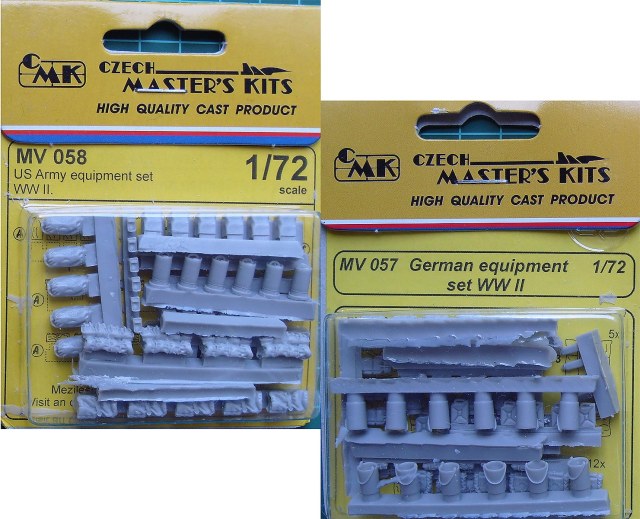 CMK CZECH
MASTER'S KITS
HIGH QUALITY CAST PRODUCT
MV 058
US Army equipment set
WW II.
1/72
scale
A
A
A
Visit an
CMK CZECH
MASTER'S KITS
HIGH QUALITY CAST PRODUCT
MV 057 German equipment 1/72
set WW II
5x
12x